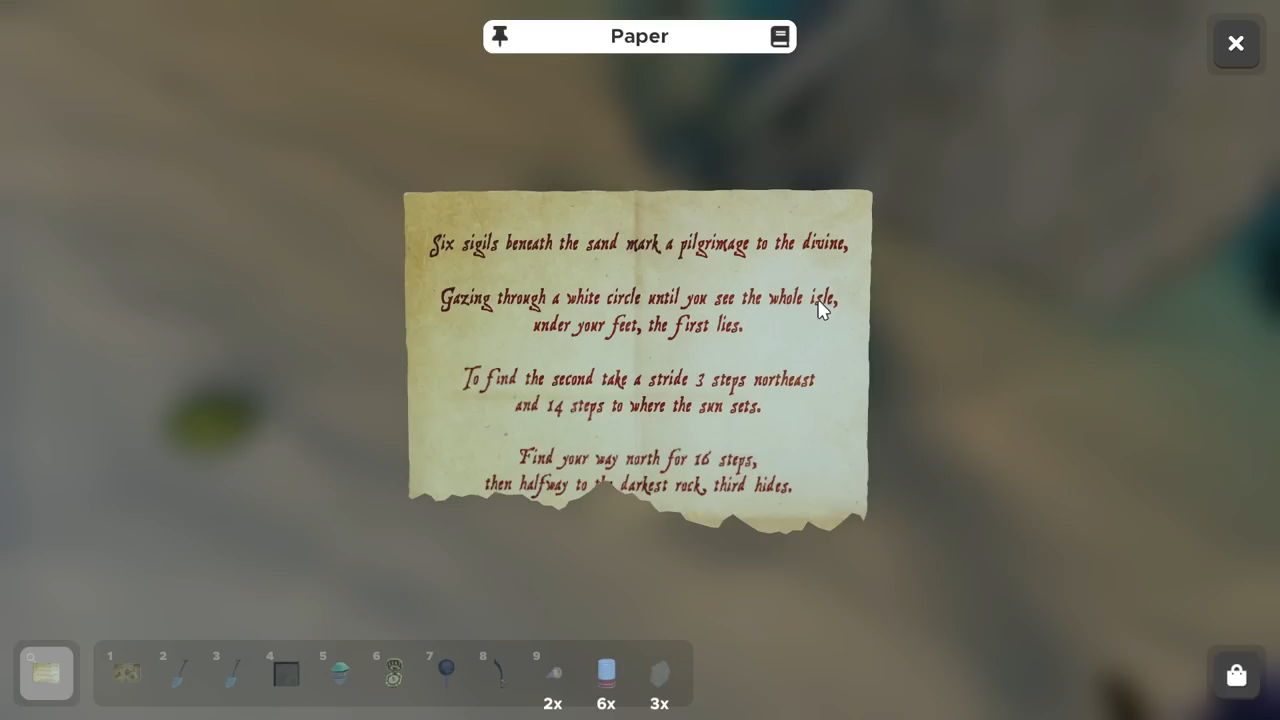 Paper
Six sigils beneath the sand mark a pilgrimage to the divine,
Gazing through a white circle until you see the whole isle,
under your feet, the first lies.
To find the second take a stride 3 steps northeast
and 14 steps to where the sun sets.
Find your way north for 16 steps,
then halfway to the darkest rock, third hides.
1 2 3 4 5 6 7 8 9
2x 6x 3x